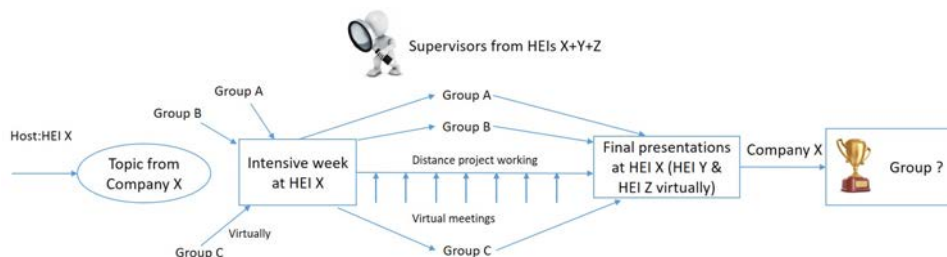 Supervisors from HEIs X+Y+Z
Group A
Group B
Host:HEI X
Topic from
Company X
Intensive week
at HEI X
Group C
Virtually
Group A
Group B
Distance project working
Virtual meetings
Group C
Final presentations
at HEI X (HEI Y &
HEI Z virtually)
Company X
Group ?